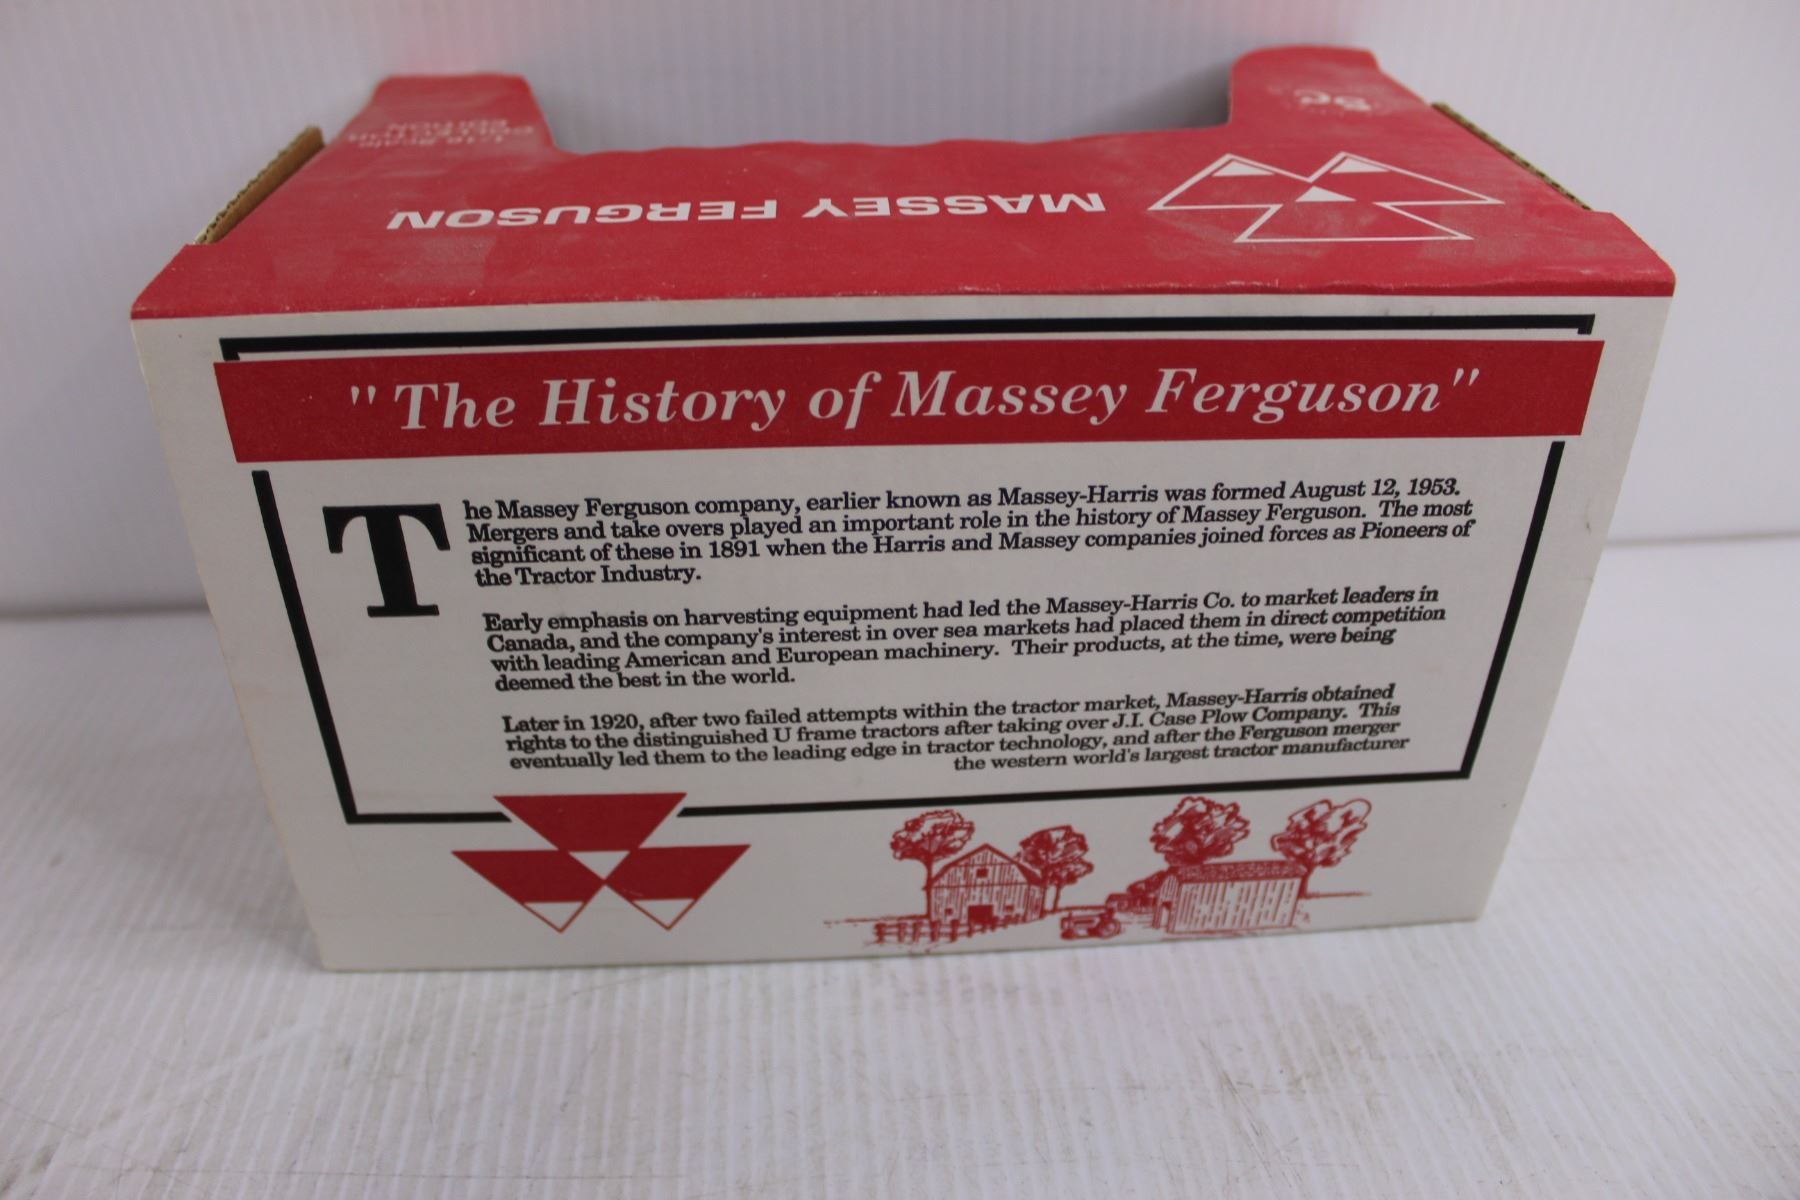 1/16 Scale
COLLECTOR
EDITION
MASSEY FERGUSON
"The History of Massey Ferguson"
The Massey Ferguson company, earlier known as Massey-Harris was formed August 12, 1953.
Mergers and take overs played an important role in the history of Massey Ferguson. The most
significant of these in 1891 when the Harris and Massey companies joined forces as Pioneers of
the Tractor Industry.
Early emphasis on harvesting equipment had led the Massey-Harris Co. to market leaders in
Canada, and the company's interest in over sea markets had placed them in direct competition
with leading American and European machinery. Their products, at the time, were being
deemed the best in the world.
Later in 1920, after two failed attempts within the tractor market, Massey-Harris obtained
rights to the distinguished U frame tractors after taking over J.I. Case Plow Company. This
eventually led them to the leading edge in tractor technology, and after the Ferguson merger
the western world's largest tractor manufacturer